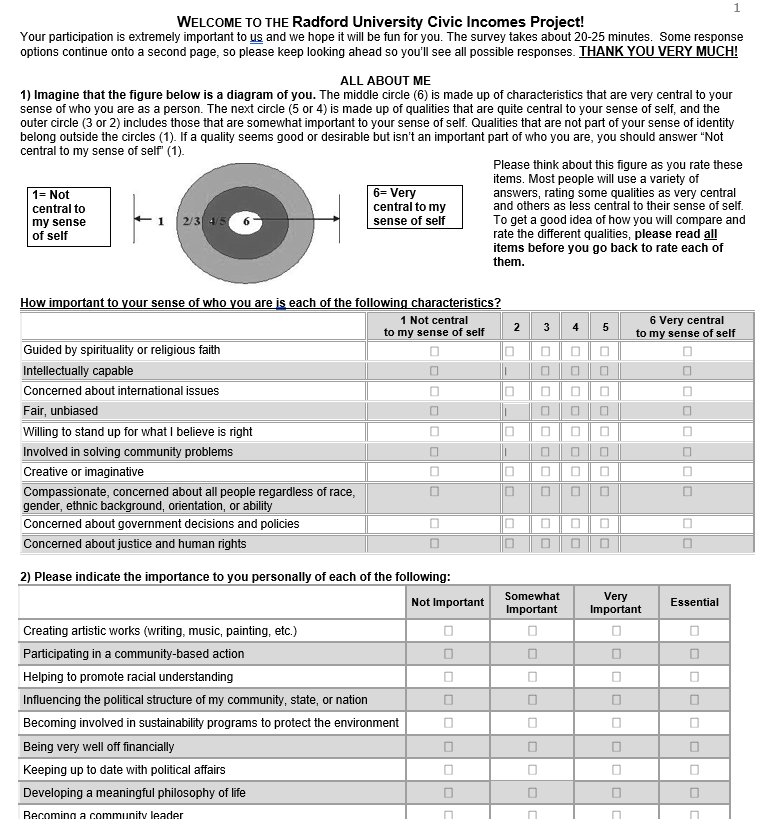 1
WELCOME TO THE Radford University Civic Incomes Project!
Your participation is extremely important to us and we hope it will be fun for you. The survey takes about 20-25 minutes. Some response
options continue onto a second page, so please keep looking ahead so you'll see all possible responses. THANK YOU VERY MUCH!
ALL ABOUT ME
1) Imagine that the figure below is a diagram of you. The middle circle (6) is made up of characteristics that are very central to your
sense of who you are as a person. The next circle (5 or 4) is made up of qualities that are quite central to your sense of self, and the
outer circle (3 or 2) includes those that are somewhat important to your sense of self. Qualities that are not part of your sense of identity
belong outside the circles (1). If a quality seems good or desirable but isn't an important part of who you are, you should answer "Not
central to my sense of self" (1).
1= Not
central to
my sense
of self
1 2/3 4/5 6
6= Very
central to my
sense of self
Please think about this figure as you rate these
items. Most people will use a variety of
answers, rating some qualities as very central
and others as less central to their sense of self.
To get a good idea of how you will compare and
rate the different qualities, please read all
items before you go back to rate each of
them.
How important to your sense of who you are is each of the following characteristics?
1 Not central
to my sense of self
2 3 4 5
6 Very central
to my sense of self
Guided by spirituality or religious faith
Intellectually capable
Concerned about international issues
Fair, unbiased
Willing to stand up for what I believe is right
Involved in solving community problems
Creative or imaginative
Compassionate, concerned about all people regardless of race,
gender, ethnic background, orientation, or ability
Concerned about government decisions and policies
Concerned about justice and human rights
2) Please indicate the importance to you personally of each of the following:
Not Important
Somewhat
Important
Very
Important
Essential
Creating artistic works (writing, music, painting, etc.)
Participating in a community-based action
Helping to promote racial understanding
Influencing the political structure of my community, state, or nation
Becoming involved in sustainability programs to protect the environment
Being very well off financially
Keeping up to date with political affairs
Developing a meaningful philosophy of life
Becoming a community leader